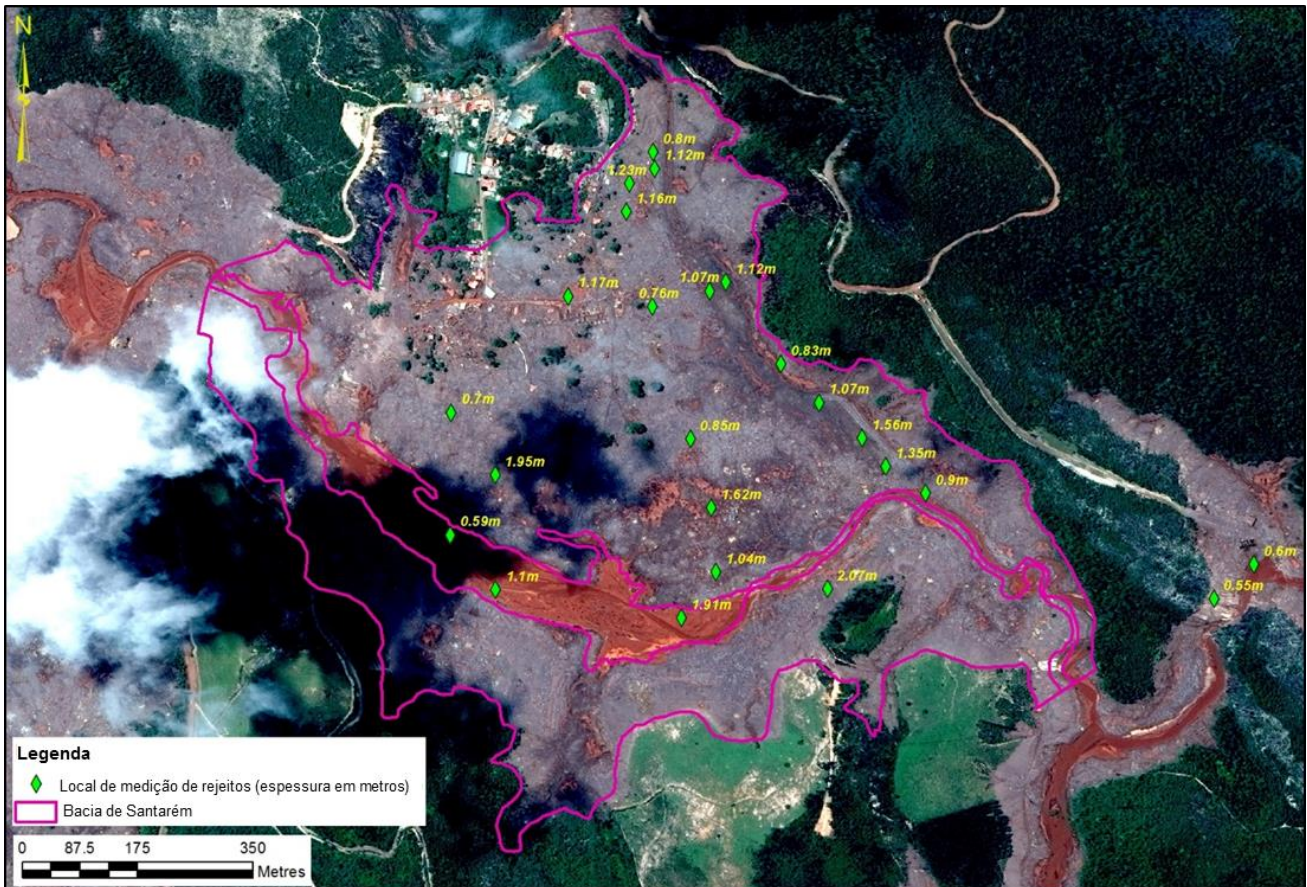 N
0.8m
1.12m
1.23m
1.16m
1.12m
1.07m
1.17m
0.76m
0.83m
1.07m
0.7m
0.85m
1.56m
1.35m
1.95m
0.9m
1.62m
0.59m
0.6m
1.04m
1.1m
2.07m
0.55m
1.91m
Legenda
Local de medição de rejeitos (espessura em metros)
Bacia de Santarém
0 87.5 175 350
Metres